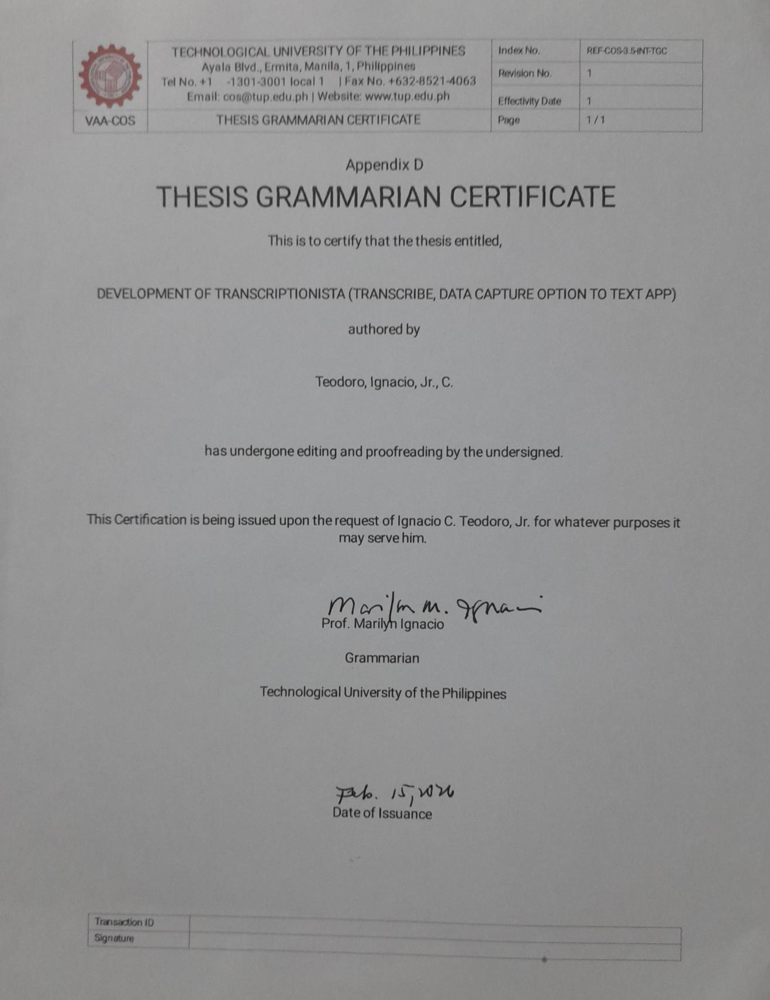 TECHNOLOGICAL UNIVERSITY OF THE PHILIPPINES
Ayala Blvd., Ermita, Manila, 1, Philippines
Tel No. +1 -1301-3001 local 1 | Fax No. +632-8521-4063
Email: cos@tup.edu.ph | Website: www.tup.edu.ph
VAA-COS
THESIS GRAMMARIAN CERTIFICATE
Index No. REF-COS-3.5-INT-TGC
Revision No. 1
Effectivity Date 1
Page 1 / 1
Appendix D
THESIS GRAMMARIAN CERTIFICATE
This is to certify that the thesis entitled,
DEVELOPMENT OF TRANSCRIPTIONISTA (TRANSCRIBE, DATA CAPTURE OPTION TO TEXT APP)
authored by
Teodoro, Ignacio, Jr., C.
has undergone editing and proofreading by the undersigned.
This Certification is being issued upon the request of Ignacio C. Teodoro, Jr. for whatever purposes it
may serve him.
Marilyn M. Ignacio
Prof. Marilyn Ignacio
Grammarian
Technological University of the Philippines
Feb. 15, 2026
Date of Issuance
Transaction ID
Signature